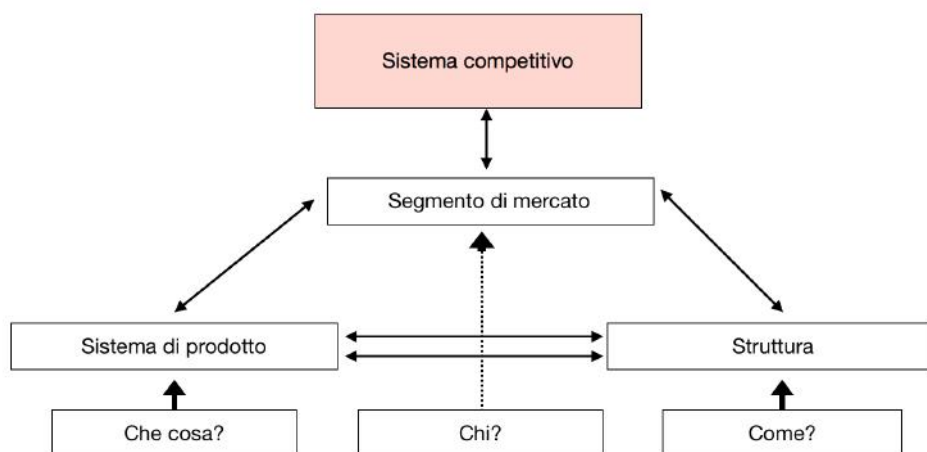 Sistema competitivo
Segmento di mercato
Sistema di prodotto
Struttura
Che cosa?
Chi?
Come?